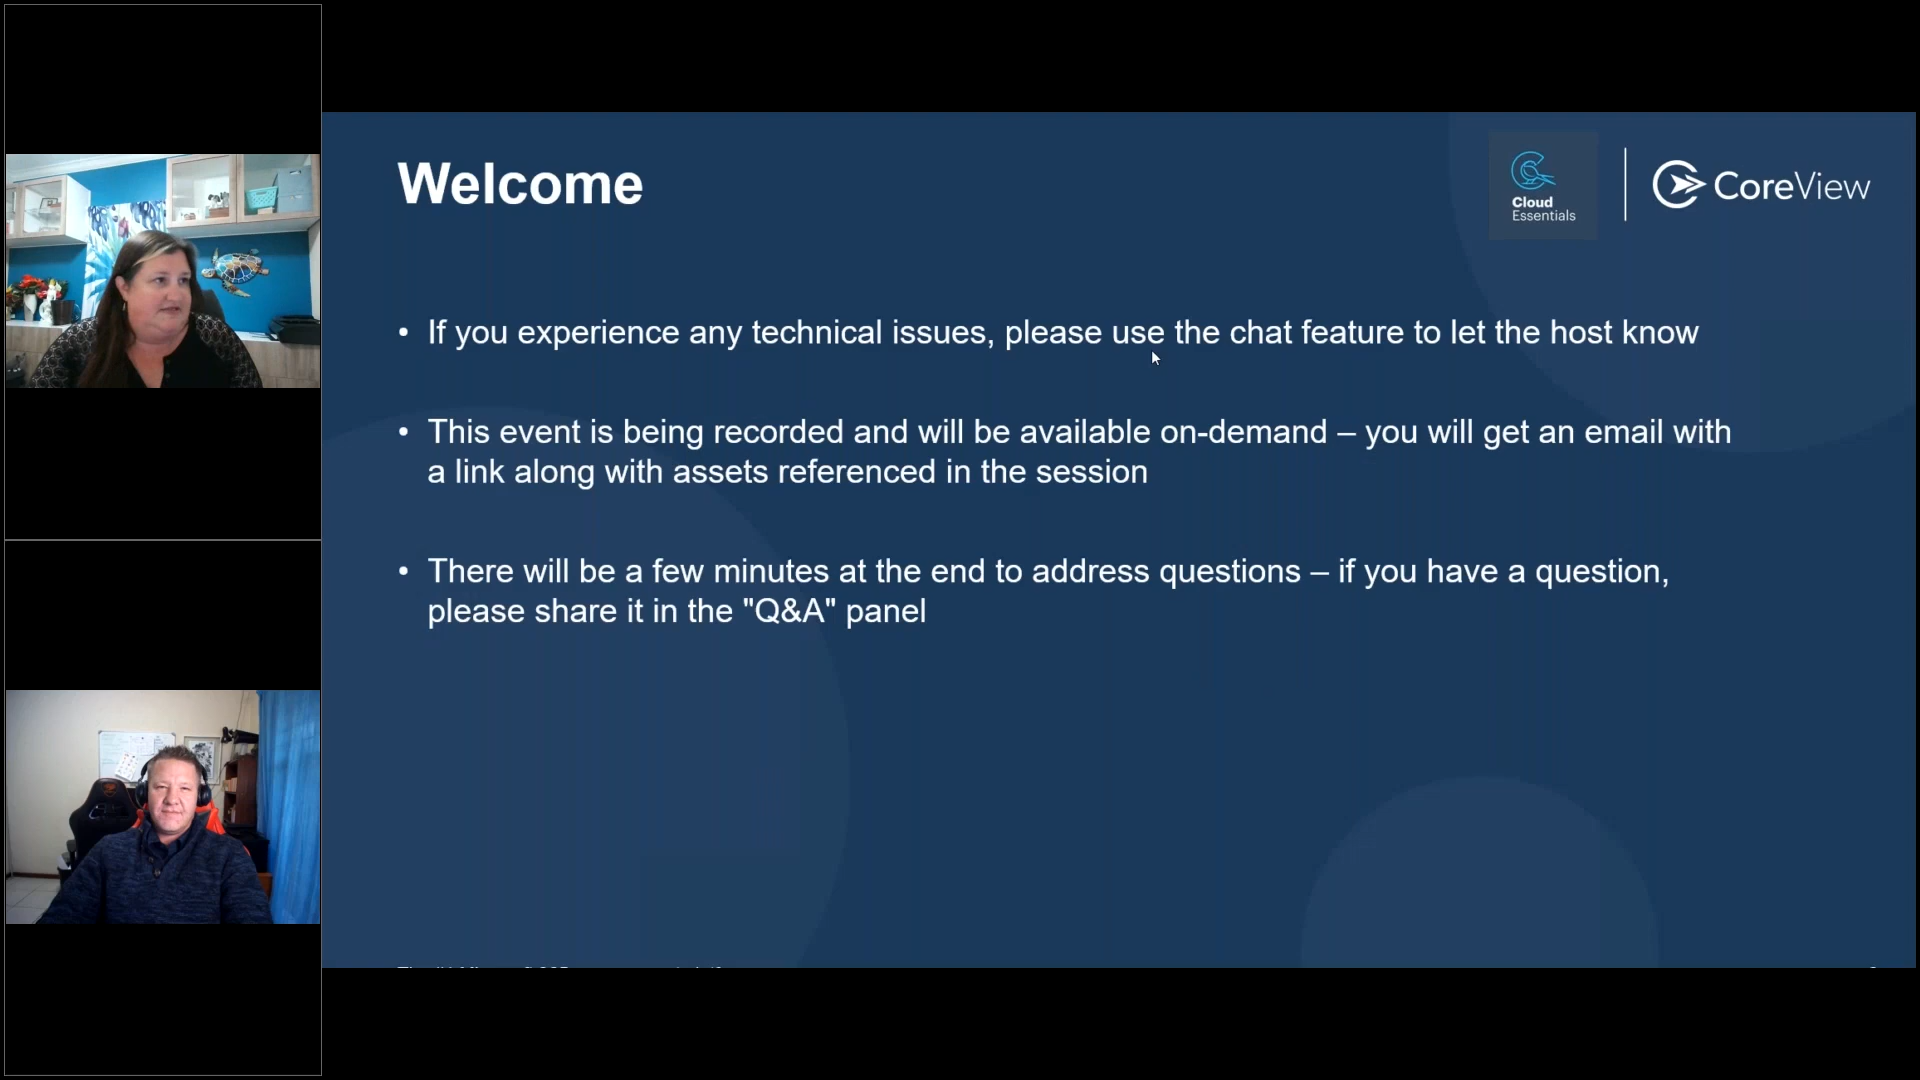 Welcome
Cloud
Essentials
CoreView
• If you experience any technical issues, please use the chat feature to let the host know
• This event is being recorded and will be available on-demand – you will get an email with
a link along with assets referenced in the session
• There will be a few minutes at the end to address questions – if you have a question,
please share it in the "Q&A" panel